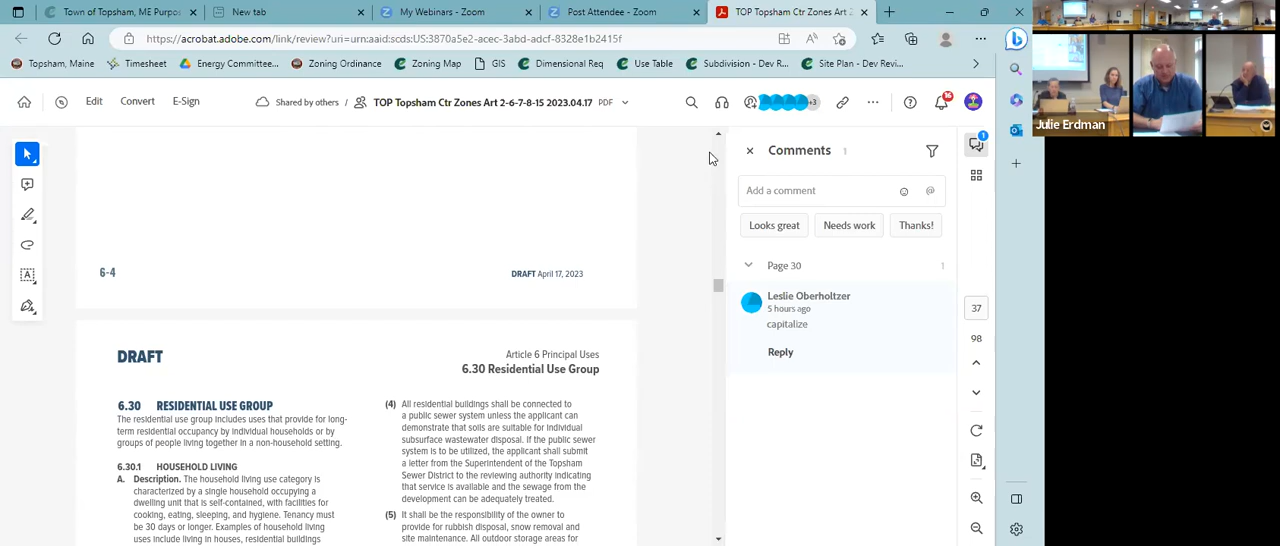 Town of Topsham, ME Purpos
New tab
My Webinars - Zoom
Post Attendee - Zoom
TOP Topsham Ctr Zones Art 2
https://acrobat.adobe.com/link/review?uri=urn:aaid:scds:US:3870a5e2-acec-3abd-adcf-8328e1b2415f
Topsham, Maine
Timesheet
Energy Committee...
Zoning Ordinance
Zoning Map
GIS
Dimensional Req
Use Table
Subdivision - Dev R...
Site Plan - Dev Revi...
Edit
Convert
E-Sign
Shared by others /
TOP Topsham Ctr Zones Art 2-6-7-8-15 2023.04.17
PDF
+3
16
Julie Erdman
Comments 1
1
Add a comment
@
Looks great
Needs work
Thanks!
Page 30
1
Leslie Oberholtzer
5 hours ago
capitalize
Reply
37
98
6-4
DRAFT April 17, 2023
DRAFT
Article 6 Principal Uses
6.30 Residential Use Group
6.30 RESIDENTIAL USE GROUP
The residential use group includes uses that provide for long-
term residential occupancy by individual households or by
groups of people living together in a non-household setting.
6.30.1 HOUSEHOLD LIVING
A. Description. The household living use category is
characterized by a single household occupying a
dwelling unit that is self-contained, with facilities for
cooking, eating, sleeping, and hygiene. Tenancy must
be 30 days or longer. Examples of household living
uses include living in houses, residential buildings
(4) All residential buildings shall be connected to
a public sewer system unless the applicant can
demonstrate that soils are suitable for individual
subsurface wastewater disposal. If the public sewer
system is to be utilized, the applicant shall submit
a letter from the Superintendent of the Topsham
Sewer District to the reviewing authority indicating
that service is available and the sewage from the
development can be adequately treated.
(5) It shall be the responsibility of the owner to
provide for rubbish disposal, snow removal and
site maintenance. All outdoor storage areas for